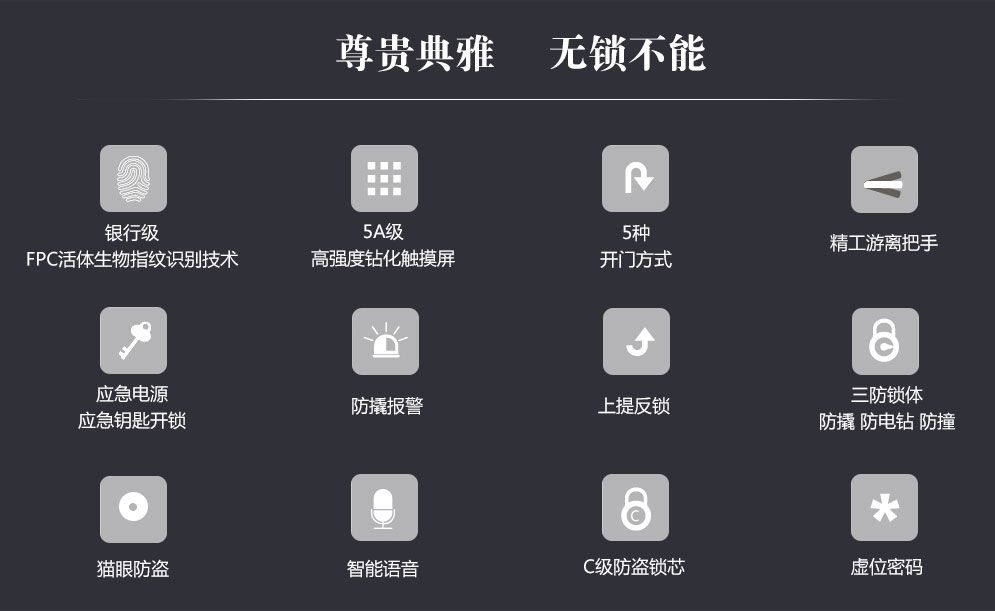 尊贵典雅 无锁不能
银行级
FPC活体生物指纹识别技术
5A级
高强度钻化触摸屏
5种
开门方式
精工游离把手
应急电源
应急钥匙开锁
防撬报警
上提反锁
三防锁体
防撬 防电钻 防撞
猫眼防盗
智能语音
C
C级防盗锁芯
虚位密码